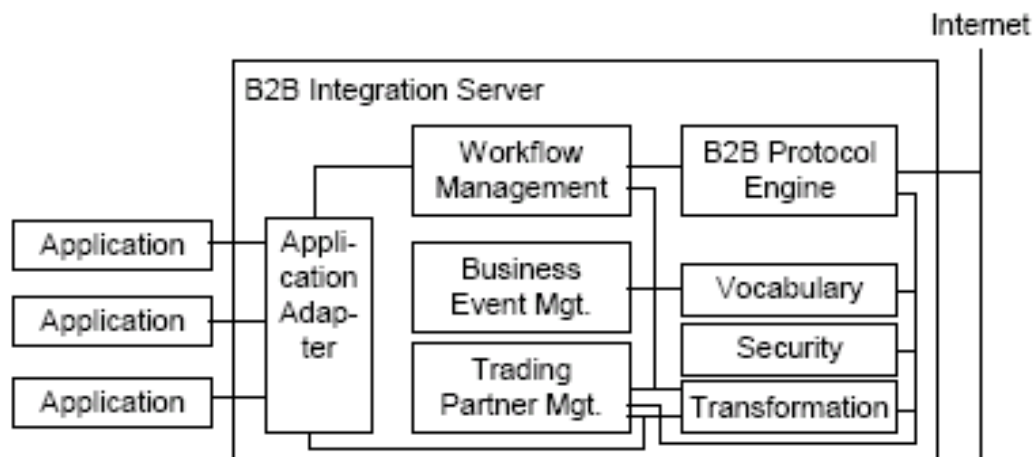 Internet
B2B Integration Server
Workflow
Management
B2B Protocol
Engine
Application
Appli-
cation
Adap-
ter
Business
Event Mgt.
Vocabulary
Application
Security
Trading
Partner Mgt.
Application
Transformation